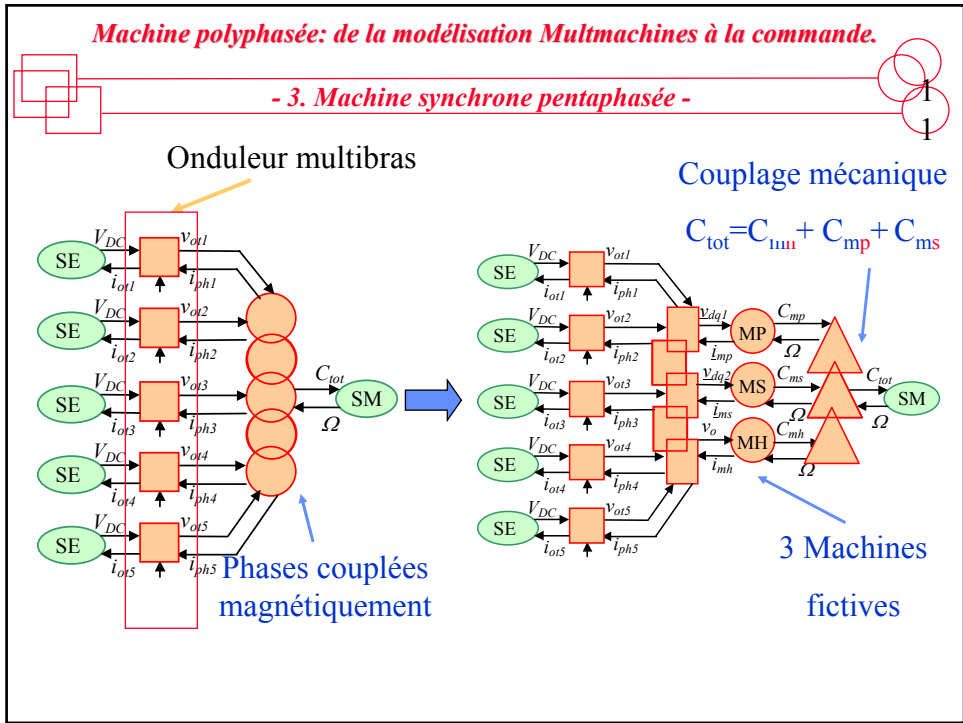 Machine polyphasée: de la modélisation Multmachines à la commande.
- 3. Machine synchrone pentaphasée -
1
1
Onduleur multibras
Couplage mécanique
C_tot=C_mh+ C_mp+ C_ms
SE V_DC i_ot1 v_ot1 i_ph1
SE V_DC i_ot2 v_ot2 i_ph2
SE V_DC i_ot3 v_ot3 i_ph3
SE V_DC i_ot4 v_ot4 i_ph4
SE V_DC i_ot5 v_ot5 i_ph5
C_tot Ω SM
Phases couplées
magnétiquement
SE V_DC i_ot1 v_ot1 i_ph1
SE V_DC i_ot2 v_ot2 i_ph2
SE V_DC i_ot3 v_ot3 i_ph3
SE V_DC i_ot4 v_ot4 i_ph4
SE V_DC i_ot5 v_ot5 i_ph5
v_dq1 i_mp MP C_mp Ω
v_dq2 i_ms MS C_ms Ω
v_o i_mh MH C_mh Ω
C_tot Ω SM
3 Machines
fictives